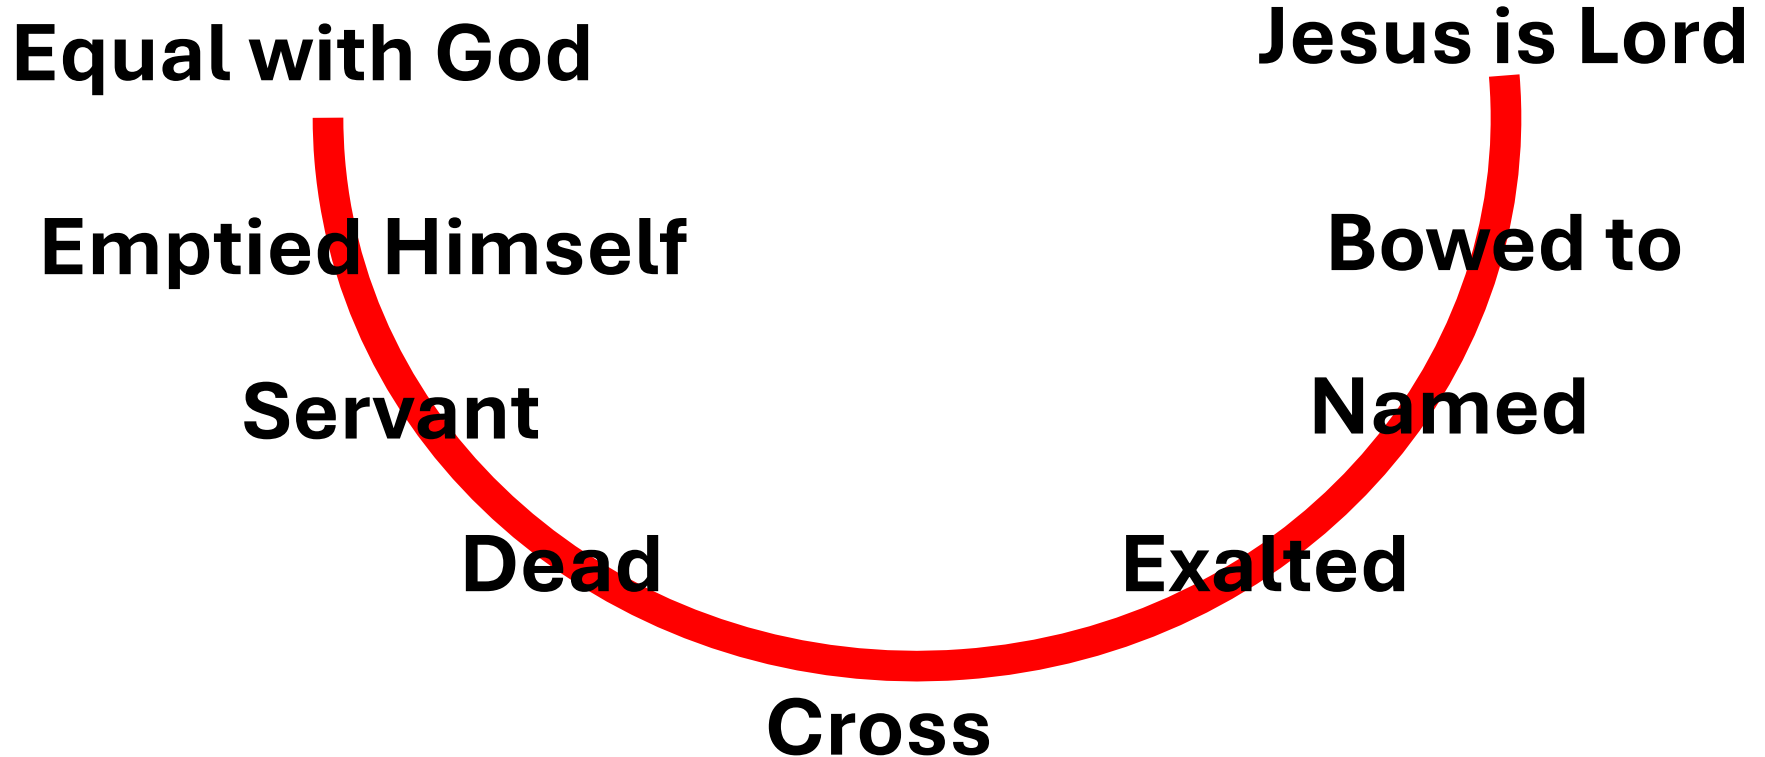 Equal with God
Emptied Himself
Servant
Dead
Cross
Exalted
Named
Bowed to
Jesus is Lord